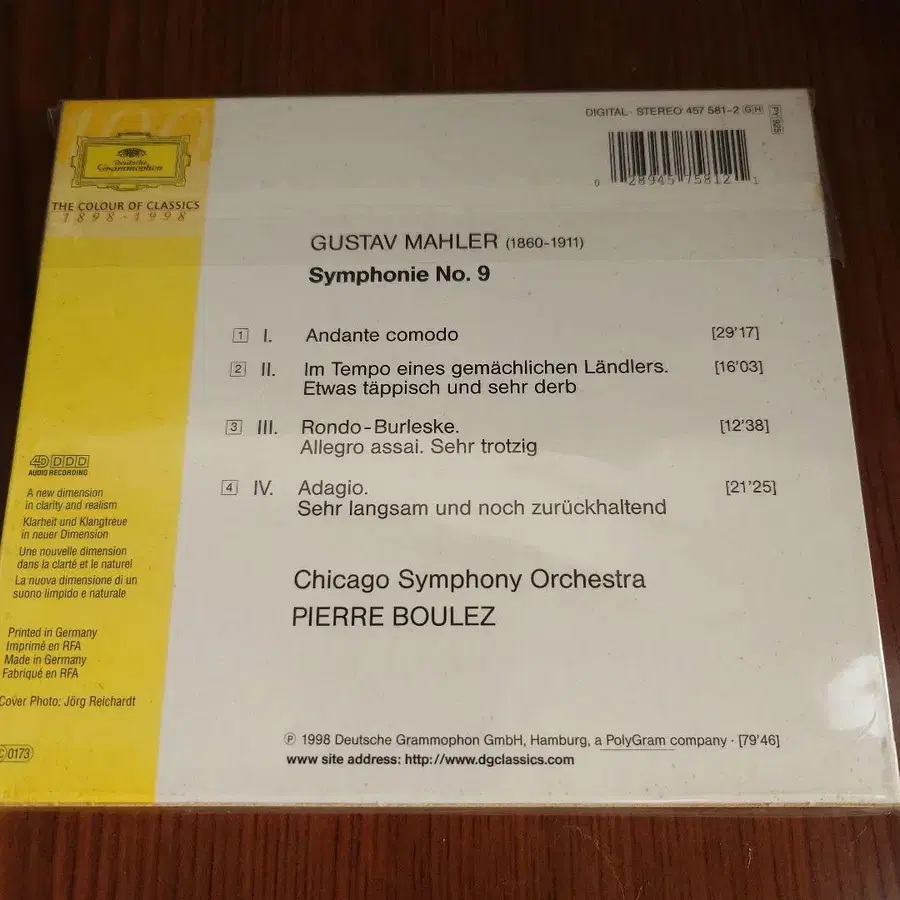 DIGITAL · STEREO 457 581-2 GH
PY 925
0 28945 75812 1
100
Deutsche
Grammophon
THE COLOUR OF CLASSICS
1898-1998
GUSTAV MAHLER (1860-1911)
Symphonie No. 9
1 I. Andante comodo [29'17]
2 II. Im Tempo eines gemächlichen Ländlers. [16'03]
Etwas täppisch und sehr derb
3 III. Rondo-Burleske. [12'38]
Allegro assai. Sehr trotzig
4 IV. Adagio. [21'25]
Sehr langsam und noch zurückhaltend
Chicago Symphony Orchestra
PIERRE BOULEZ
4D DDD
AUDIO RECORDING
A new dimension
in clarity and realism
Klarheit und Klangtreue
in neuer Dimension
Une nouvelle dimension
dans la clarté et le naturel
La nuova dimensione di un
suono limpido e naturale
Printed in Germany
Imprimé en RFA
Made in Germany
Fabriqué en RFA
Cover Photo: Jörg Reichardt
0173
℗ 1998 Deutsche Grammophon GmbH, Hamburg, a PolyGram company · [79'46]
www site address: http://www.dgclassics.com